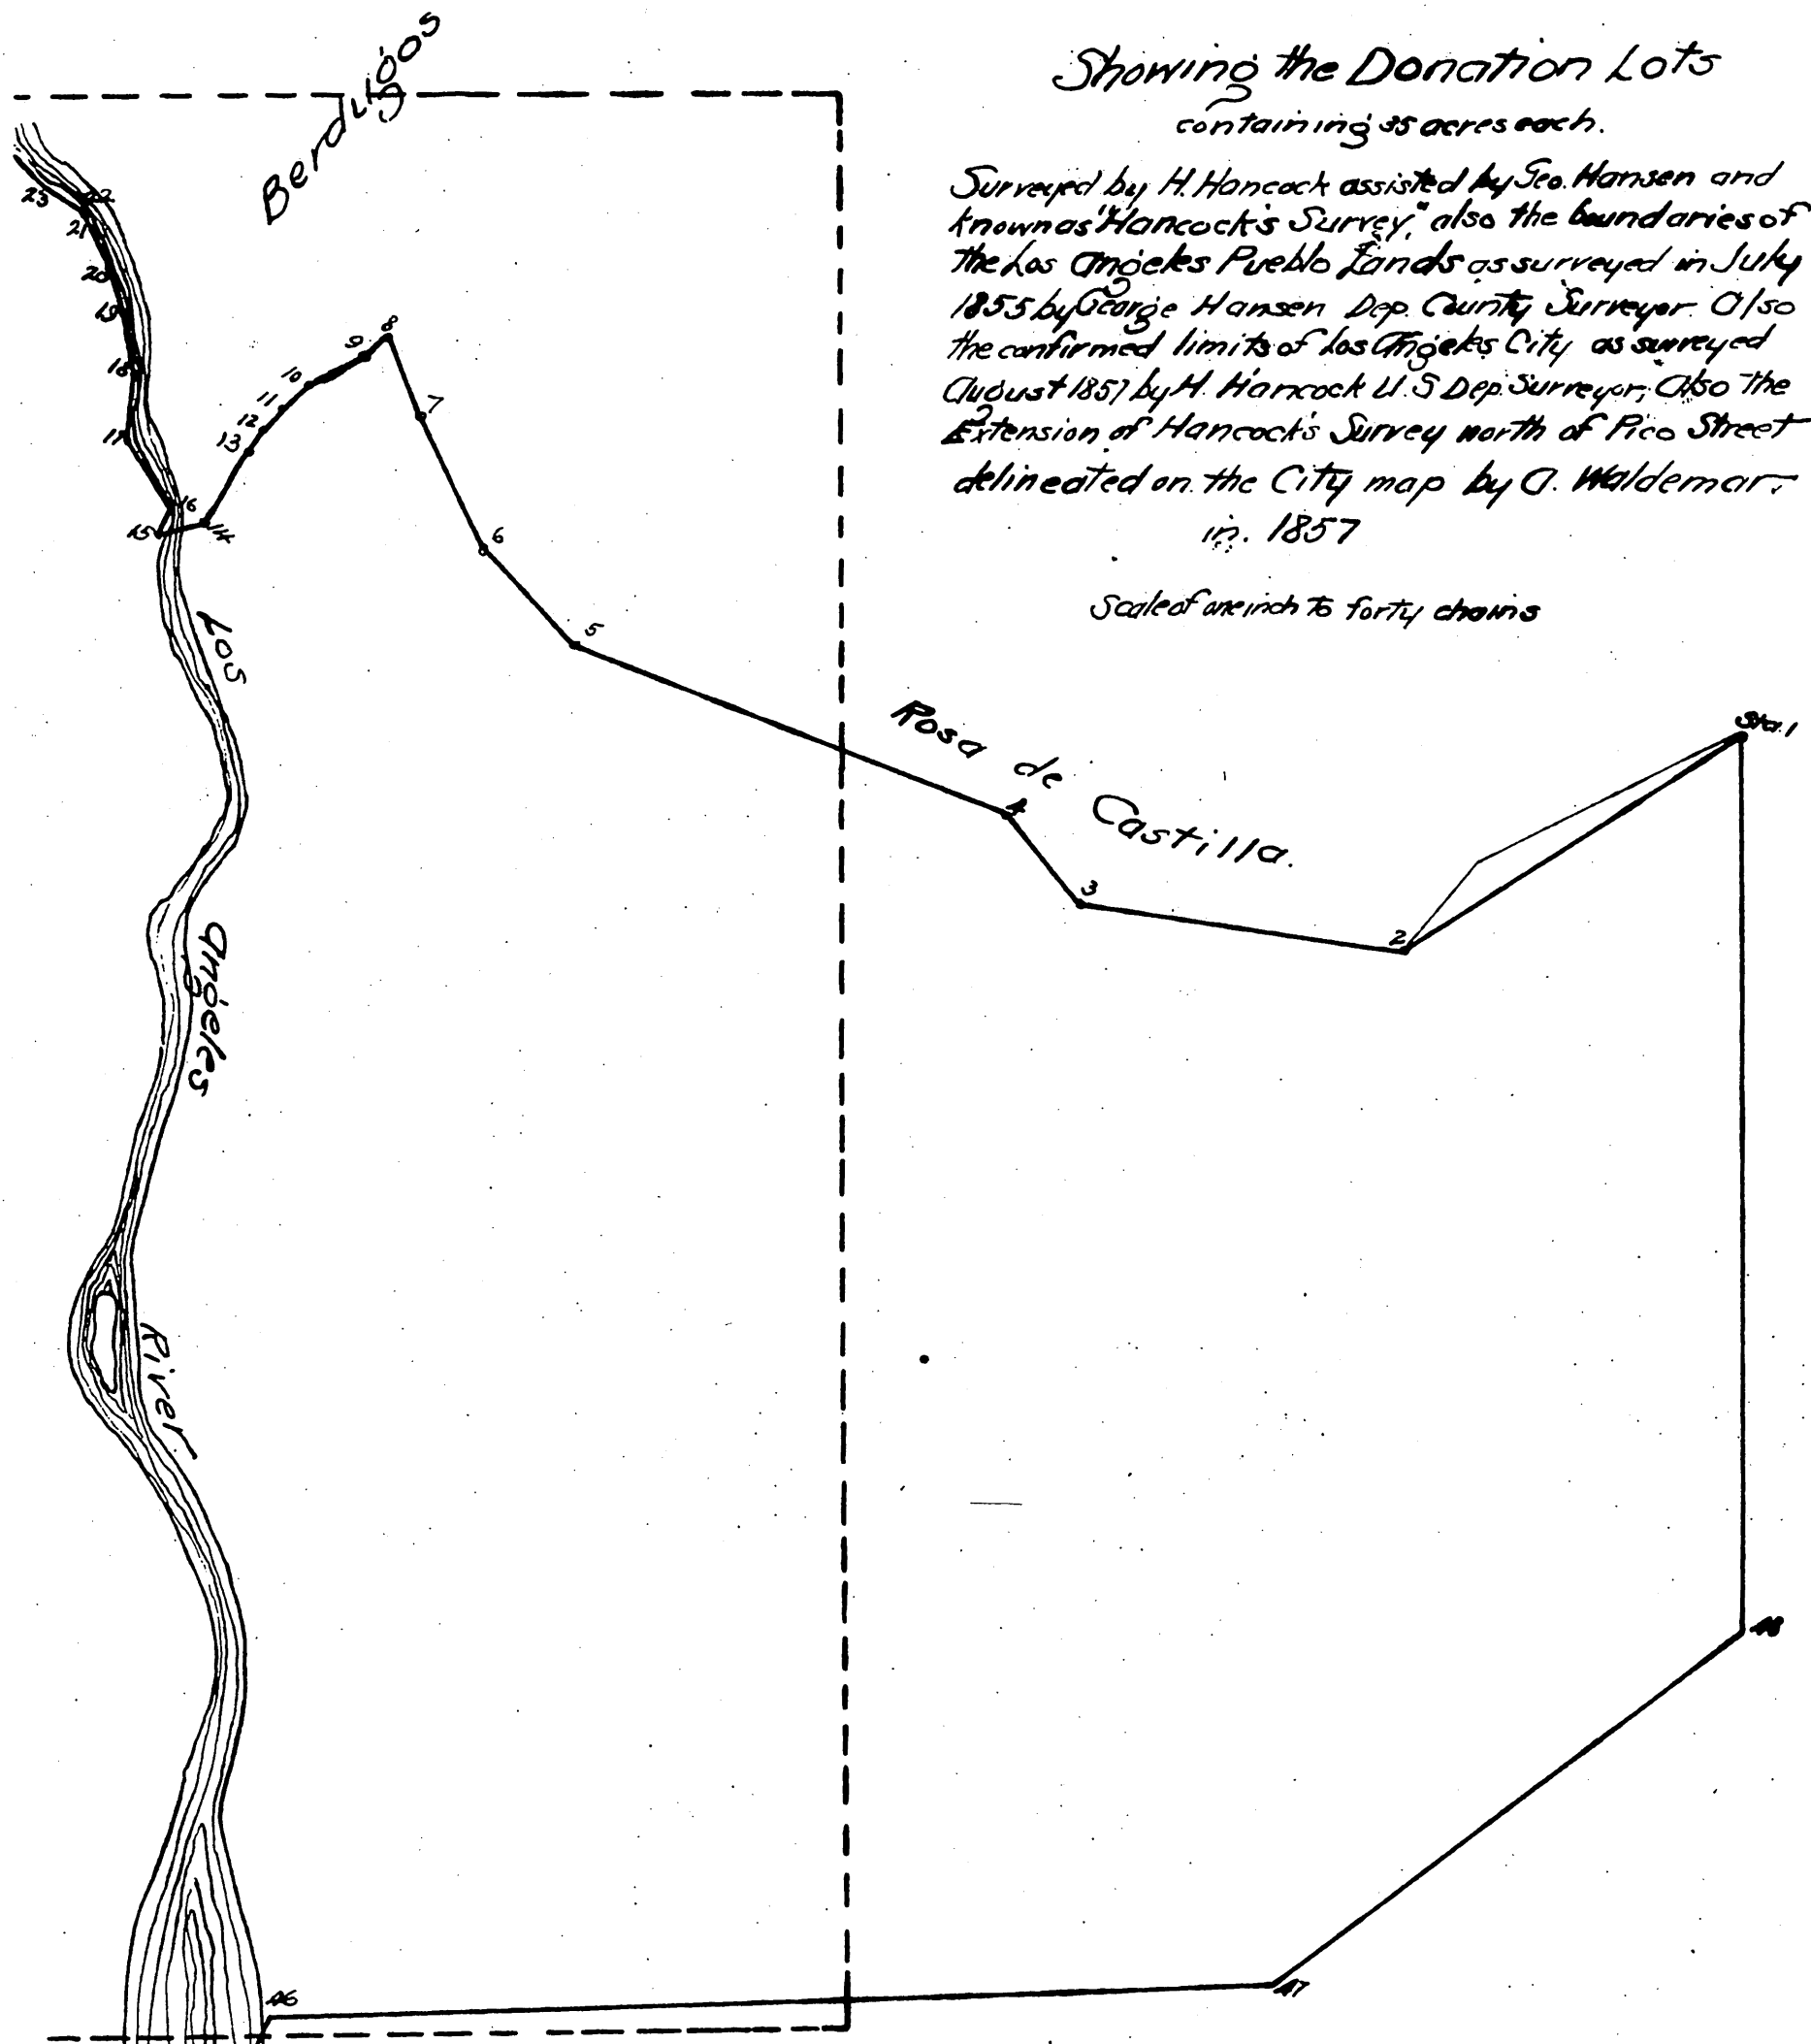 Showing the Donation Lots
containing 35 acres each.
Surveyed by H. Hancock assisted by Geo. Hansen and
known as "Hancock's Survey," also the boundaries of
the Los Angeles Pueblo Lands as surveyed in July
1855 by George Hansen Dep. County Surveyor. Also
the confirmed limits of Los Angeles City as surveyed
August 1857 by H. Hancock U.S Dep. Surveyor; Also the
Extension of Hancock's Survey north of Pico Street
delineated on the City map by A. Waldemar
in. 1857
Scale of one inch to forty chains
Berdugos
Los
Angeles
River
Rosa de Castilla.
Sta. 1
2
3
4
5
6
7
8
9
10
11
12
13
14
15
16
17
18
19
20
21
22
23
46
47
48